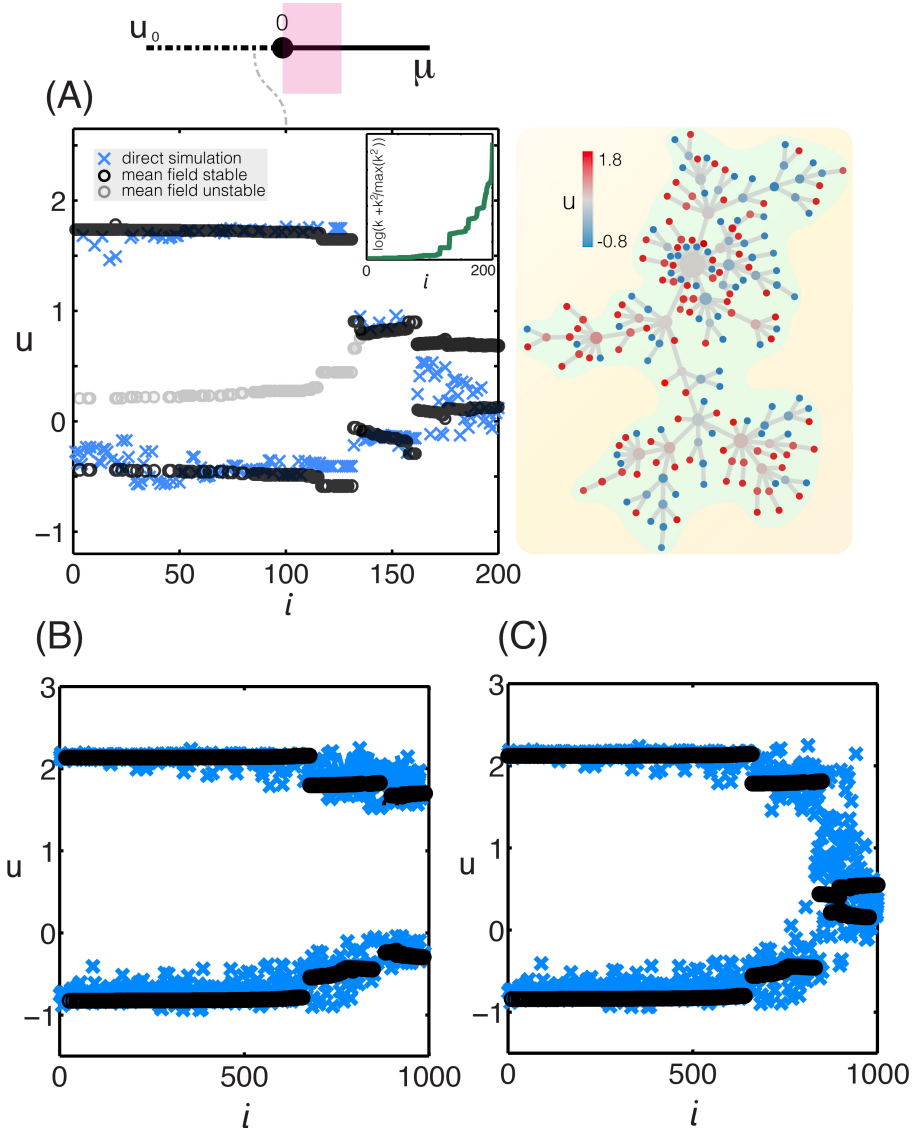 0
u₀
μ
(A)
× direct simulation
o mean field stable
o mean field unstable
log(k +k²/max(k²))
0 100 200
i
2
1
0
−1
u
0 50 100 150 200
i
u
1.8
-0.8
(B)
3
2
1
0
−1
u
0 500 1000
i
(C)
3
2
1
0
−1
u
0 500 1000
i